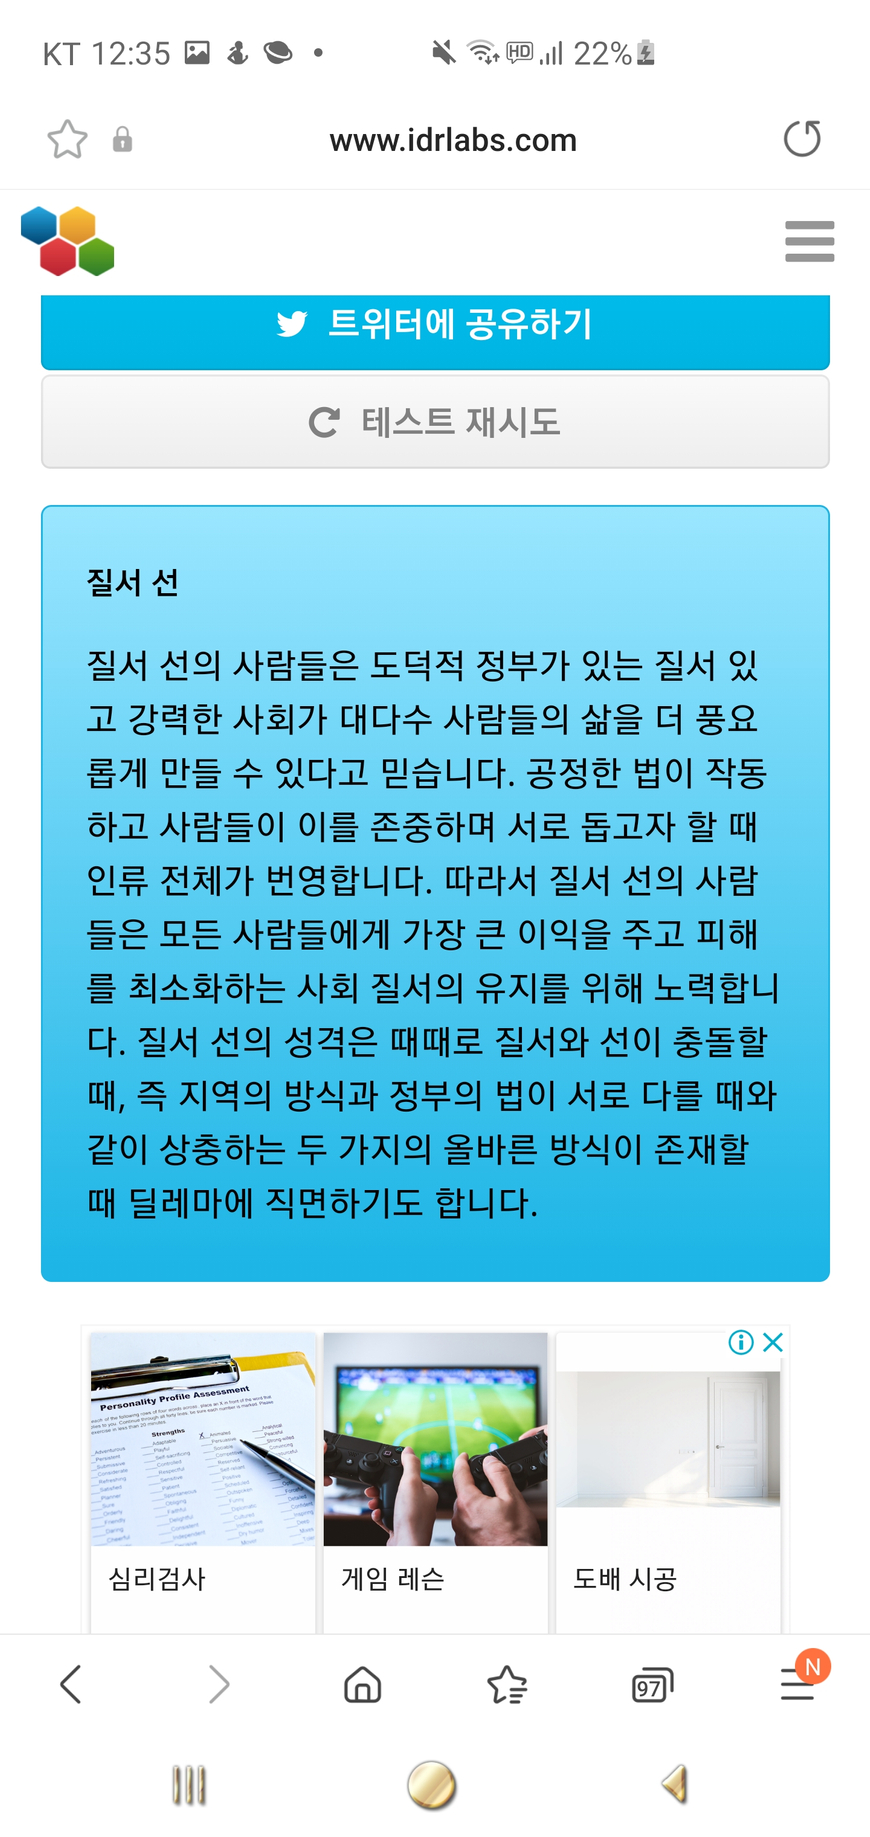 KT 12:35 HD 22%
www.idrlabs.com
트위터에 공유하기
테스트 재시도
질서 선
질서 선의 사람들은 도덕적 정부가 있는 질서 있
고 강력한 사회가 대다수 사람들의 삶을 더 풍요
롭게 만들 수 있다고 믿습니다. 공정한 법이 작동
하고 사람들이 이를 존중하며 서로 돕고자 할 때
인류 전체가 번영합니다. 따라서 질서 선의 사람
들은 모든 사람들에게 가장 큰 이익을 주고 피해
를 최소화하는 사회 질서의 유지를 위해 노력합니
다. 질서 선의 성격은 때때로 질서와 선이 충돌할
때, 즉 지역의 방식과 정부의 법이 서로 다를 때와
같이 상충하는 두 가지의 올바른 방식이 존재할
때 딜레마에 직면하기도 합니다.
Personality Profile Assessment
Strengths
심리검사
게임 레슨
도배 시공
97
N